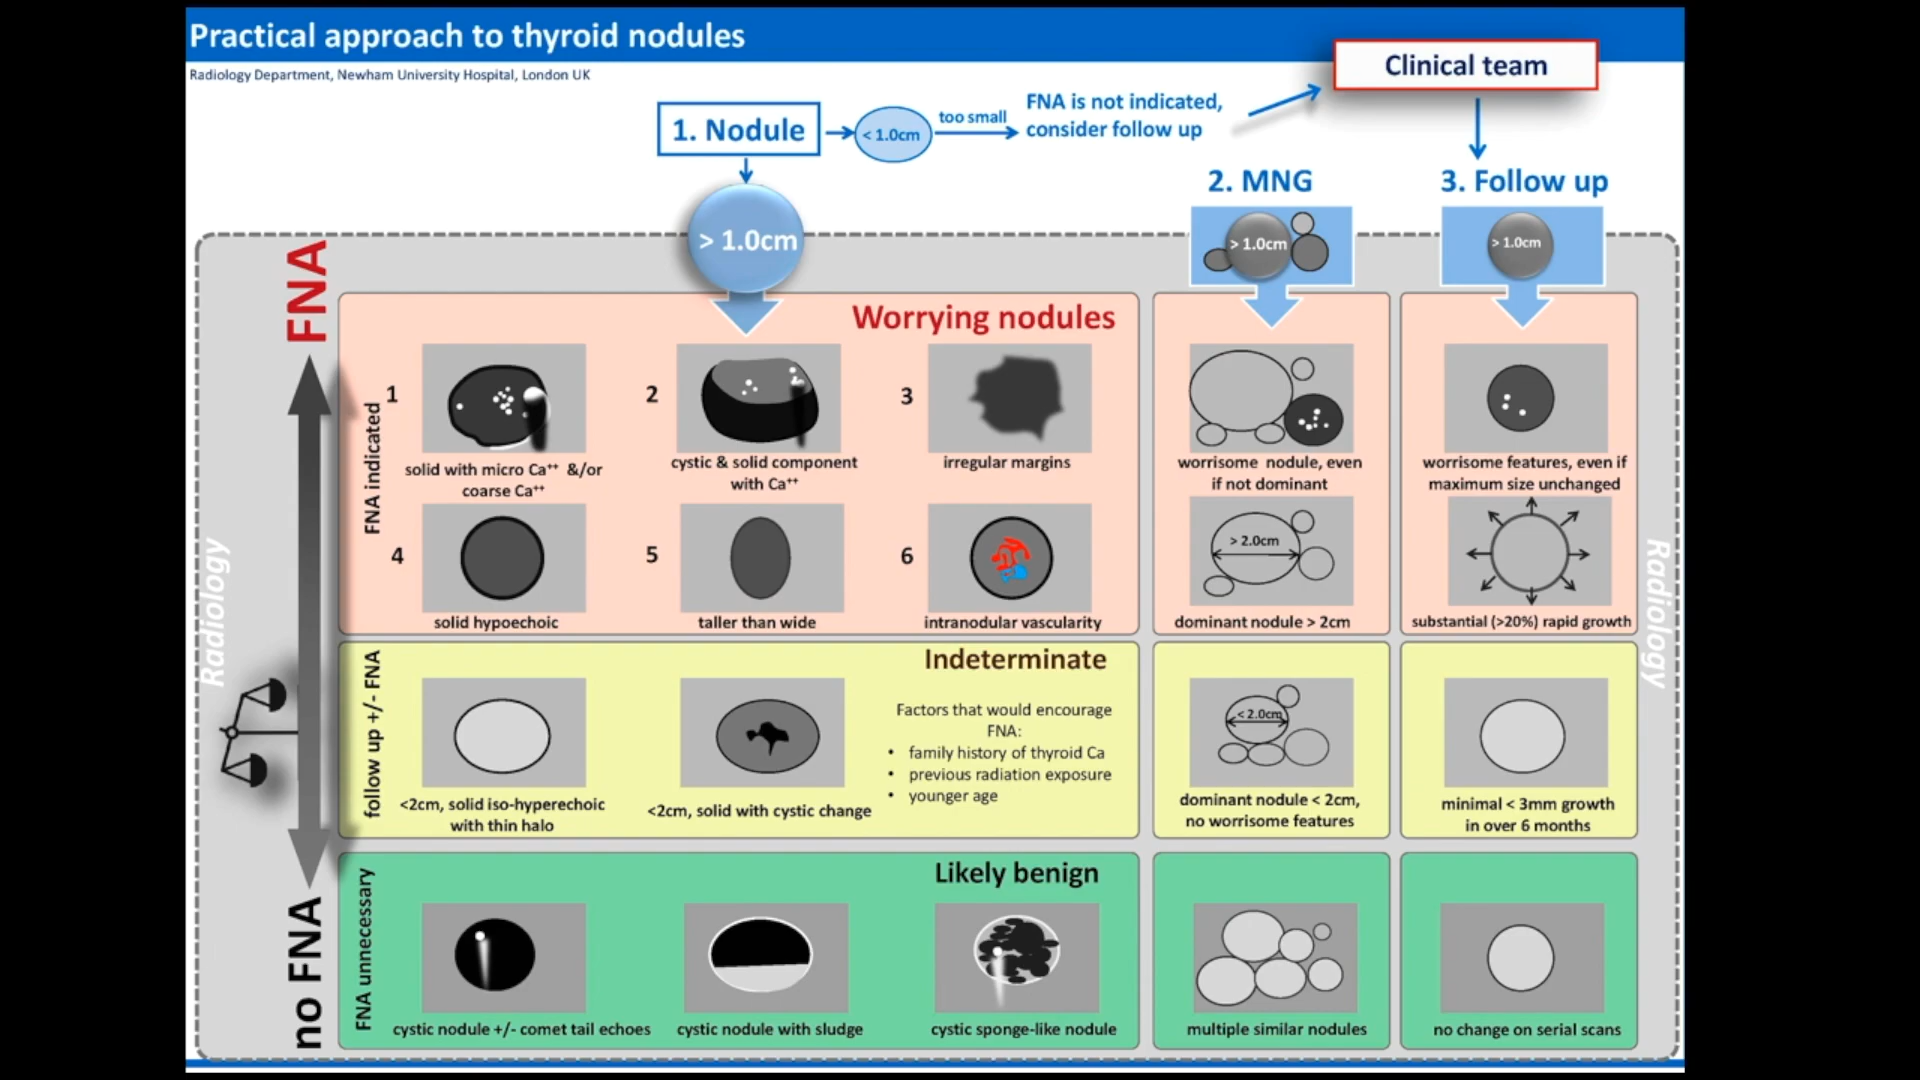 Practical approach to thyroid nodules
Radiology Department, Newham University Hospital, London UK
Clinical team
1. Nodule
< 1.0cm
too small
FNA is not indicated,
consider follow up
2. MNG
3. Follow up
> 1.0cm
> 1.0cm
> 1.0cm
FNA
no FNA
Radiology
Radiology
FNA indicated
Worrying nodules
1
solid with micro Ca⁺⁺ &/or
coarse Ca⁺⁺
2
cystic & solid component
with Ca⁺⁺
3
irregular margins
worrisome nodule, even
if not dominant
worrisome features, even if
maximum size unchanged
4
solid hypoechoic
5
taller than wide
6
intranodular vascularity
> 2.0cm
dominant nodule > 2cm
substantial (>20%) rapid growth
follow up +/- FNA
Indeterminate
<2cm, solid iso-hyperechoic
with thin halo
<2cm, solid with cystic change
Factors that would encourage
FNA:
• family history of thyroid Ca
• previous radiation exposure
• younger age
< 2.0cm
dominant nodule < 2cm,
no worrisome features
minimal < 3mm growth
in over 6 months
FNA unnecessary
Likely benign
cystic nodule +/- comet tail echoes
cystic nodule with sludge
cystic sponge-like nodule
multiple similar nodules
no change on serial scans